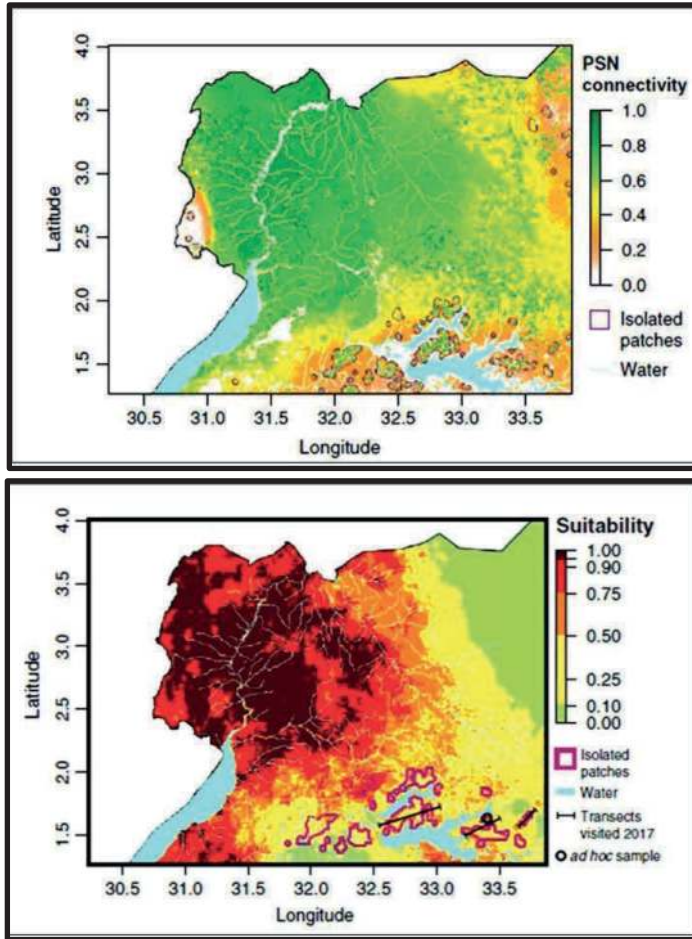 4.0
3.5
3.0
2.5
2.0
1.5
Latitude
30.5 31.0 31.5 32.0 32.5 33.0 33.5
Longitude
PSN
connectivity
1.0
0.8
0.6
0.4
0.2
0.0
Isolated
patches
Water
4.0
3.5
3.0
2.5
2.0
1.5
Latitude
30.5 31.0 31.5 32.0 32.5 33.0 33.5
Longitude
Suitability
1.00
0.90
0.75
0.50
0.25
0.10
0.00
Isolated
patches
Water
Transects
visited 2017
ad hoc sample